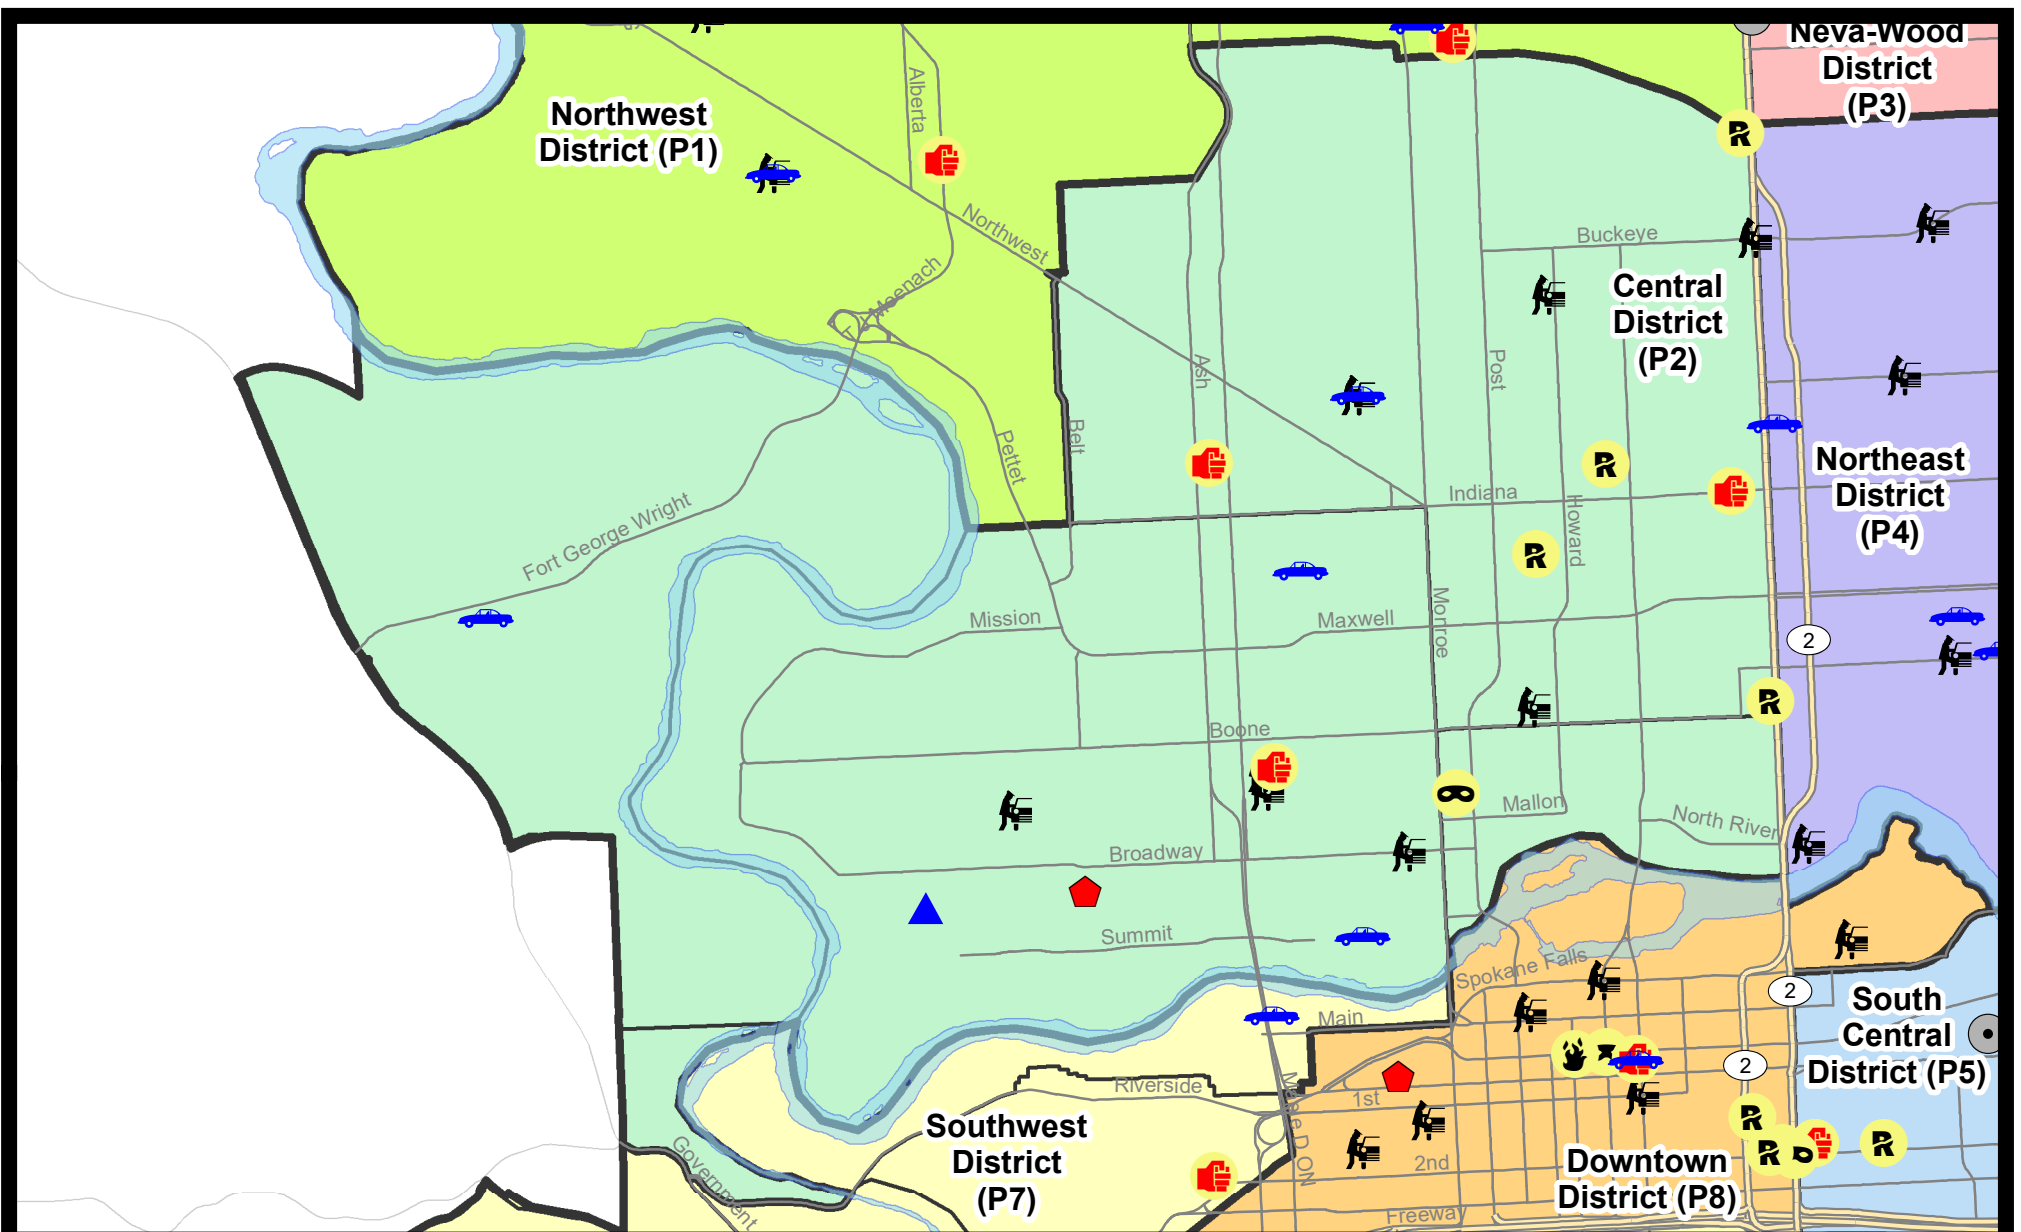 Neva-Wood
District
(P3)
Northwest
District (P1)
Alberta
Northwest
Buckeye
T J Meenach
Central
District
(P2)
Ash
Post
Belt
Pettet
Northeast
District
(P4)
Indiana
Howard
Fort George Wright
Monroe
Mission
Maxwell
2
R
R
R
R
Boone
Mallon
North River
Broadway
Summit
Spokane Falls
2
South
Central
District (P5)
Main
2
Riverside
1st
Southwest
District
(P7)
Government
2nd
Downtown
District (P8)
R
R
R
Freeway